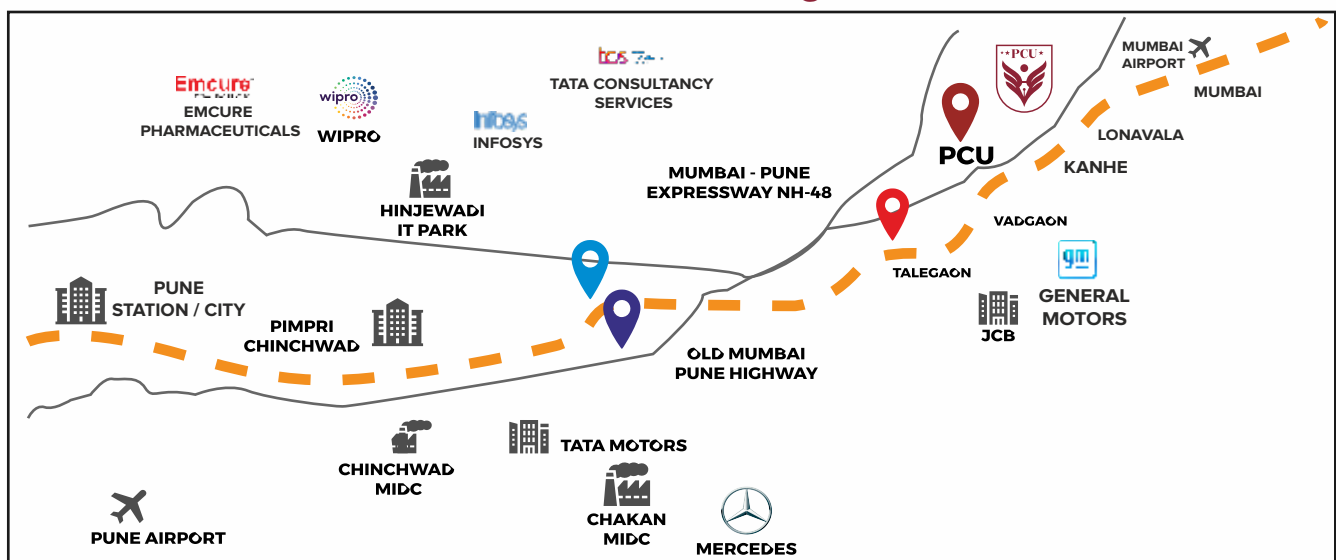 PCU
MUMBAI
AIRPORT
MUMBAI
LONAVALA
KANHE
VADGAON
TALEGAON
PCU
tcs
TATA CONSULTANCY
SERVICES
Emcure
EMCURE
PHARMACEUTICALS
wipro
WIPRO
Infosys
INFOSYS
HINJEWADI
IT PARK
MUMBAI - PUNE
EXPRESSWAY NH-48
gm
GENERAL
MOTORS
JCB
PUNE
STATION / CITY
PIMPRI
CHINCHWAD
OLD MUMBAI
PUNE HIGHWAY
CHINCHWAD
MIDC
TATA MOTORS
CHAKAN
MIDC
MERCEDES
PUNE AIRPORT